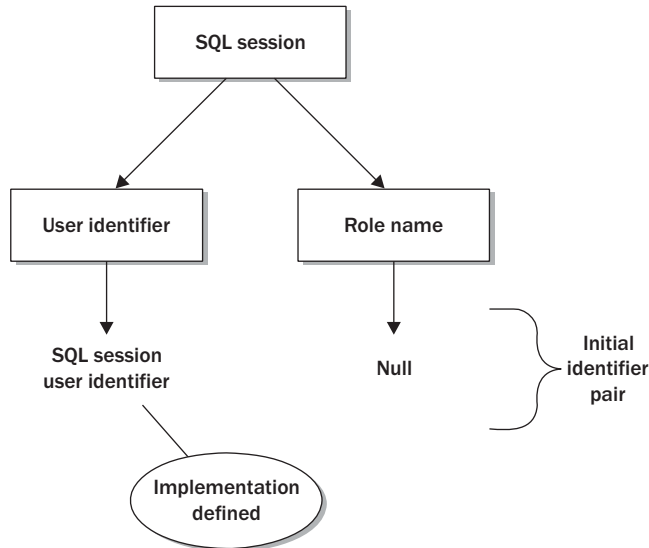 SQL session
User identifier
Role name
SQL session
user identifier
Null
Initial
identifier
pair
Implementation
defined